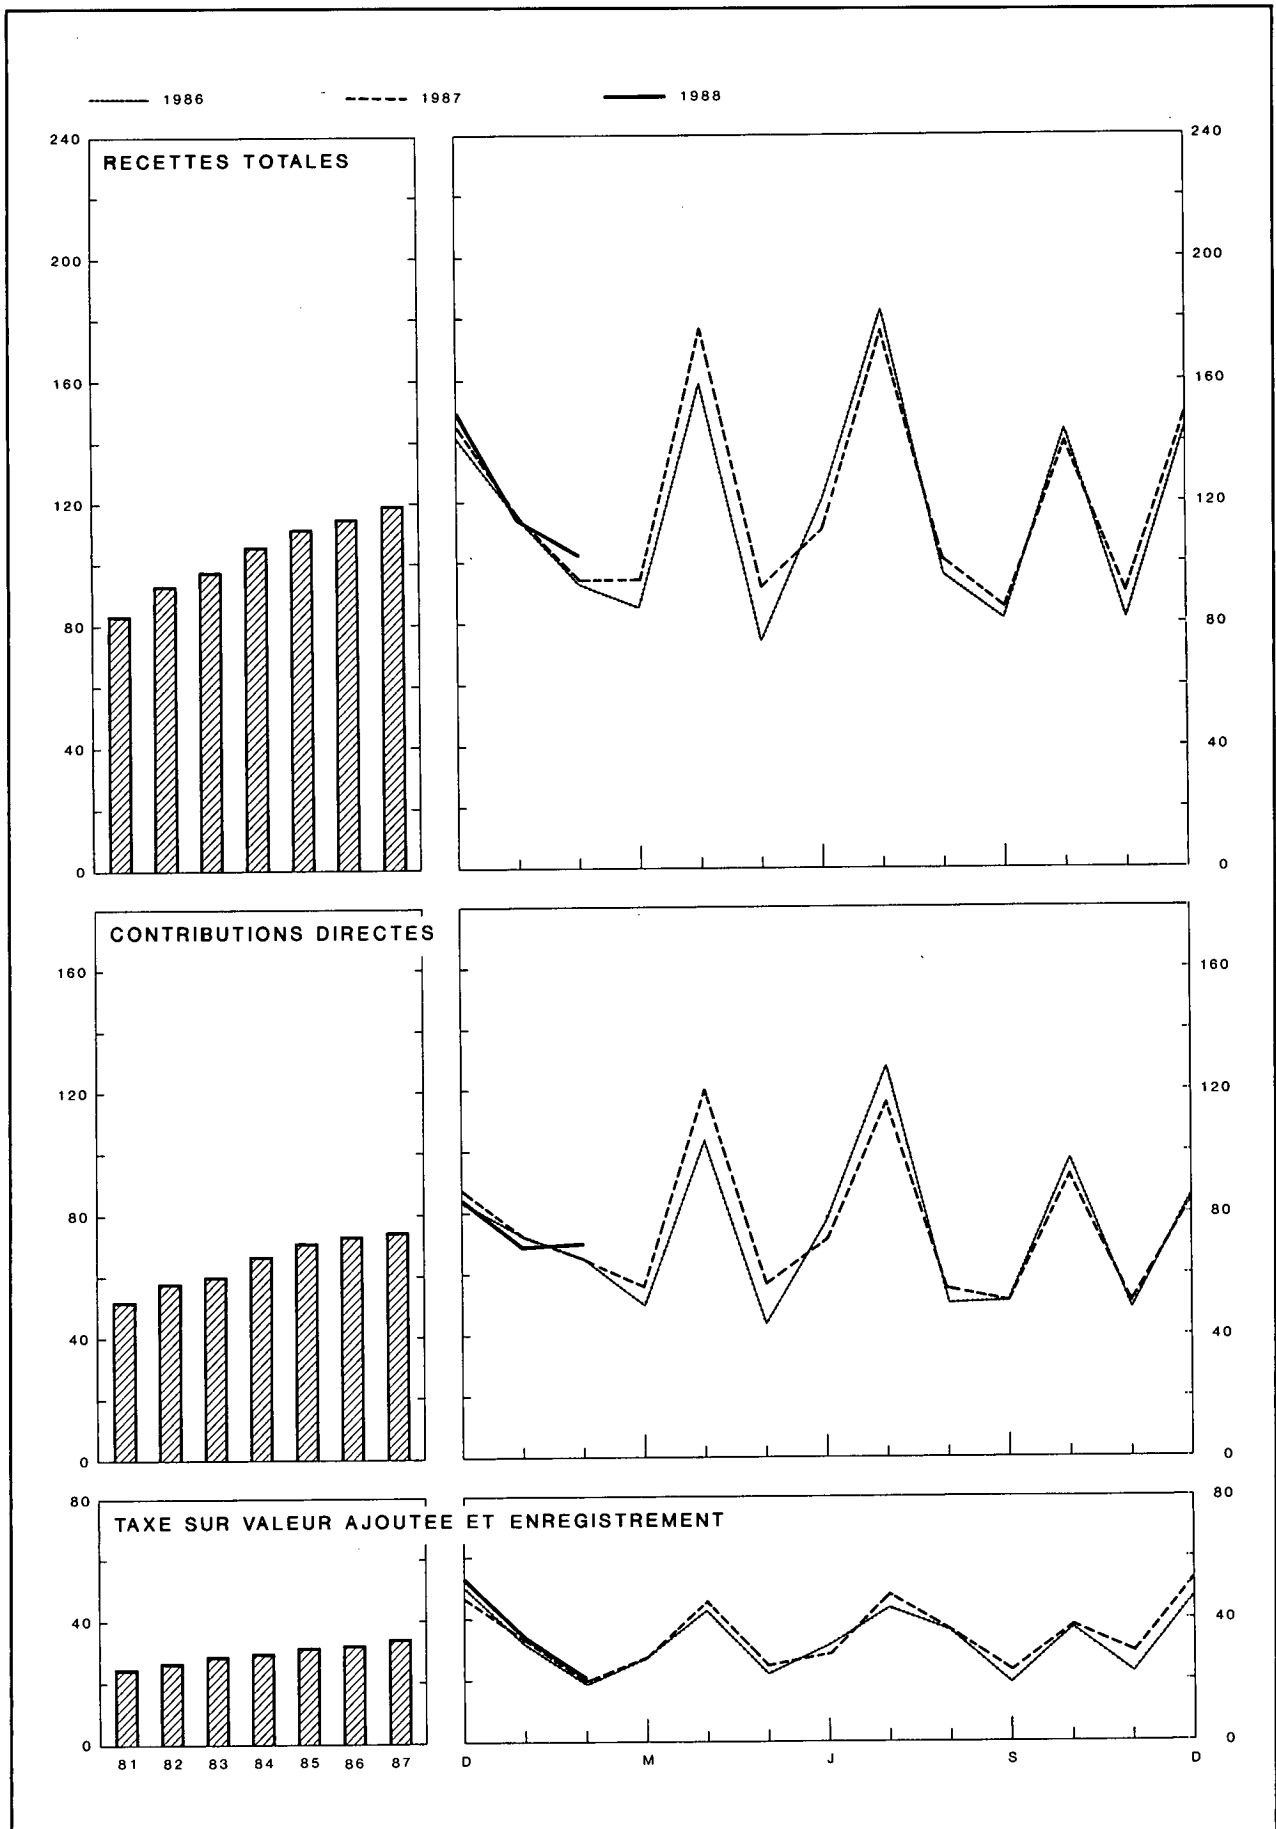 1986 1987 1988
240 RECETTES TOTALES 240
200 200
160 160
120 120
80 80
40 40
0 0
CONTRIBUTIONS DIRECTES
160 160
120 120
80 80
40 40
0 0
80 80
TAXE SUR VALEUR AJOUTEE ET ENREGISTREMENT
40 40
0 0
81 82 83 84 85 86 87 D M J S D